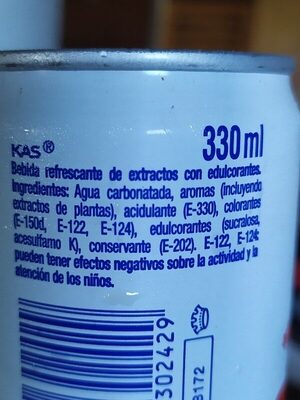 330 ml
KAS®
Bebida refrescante de extractos con edulcorantes.
Ingredientes: Agua carbonatada, aromas (incluyendo
extractos de plantas), acidulante (E-330), colorantes
(E-150d, E-122, E-124), edulcorantes (sucralosa,
acesulfamo K), conservante (E-202). E-122, E-124:
pueden tener efectos negativos sobre la actividad y la
atención de los niños.
302429
3172